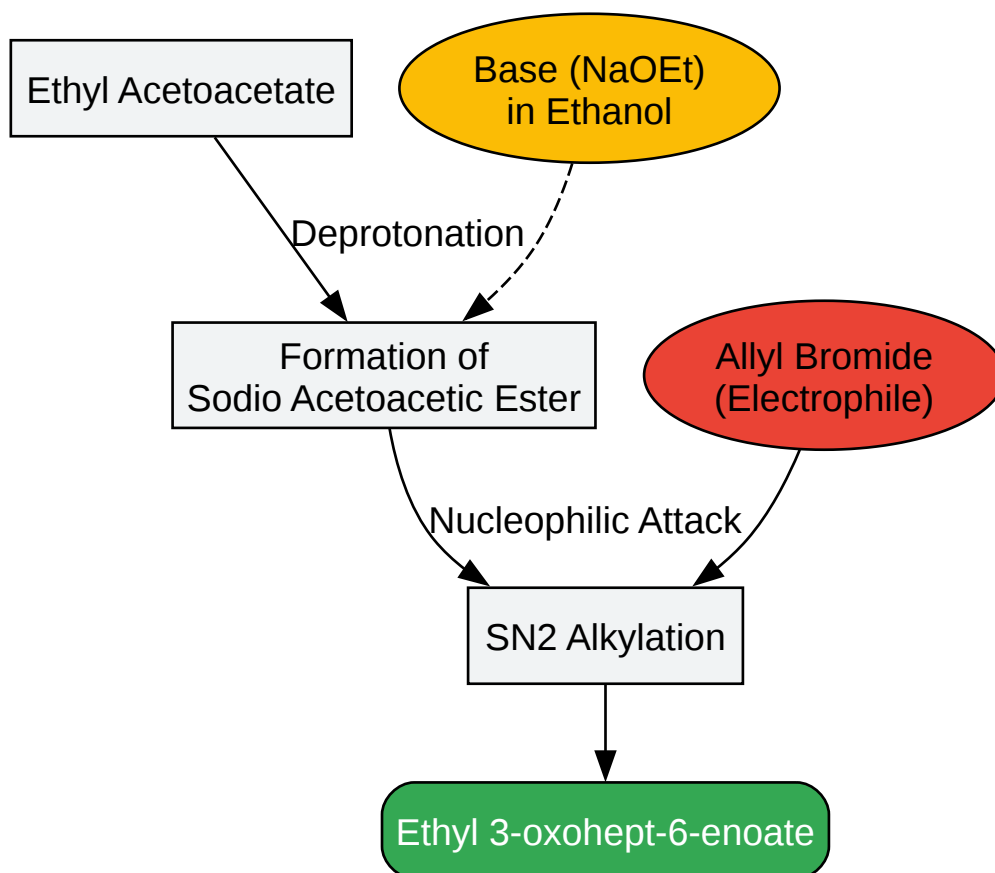 Ethyl Acetoacetate
Base (NaOEt)
in Ethanol
Deprotonation
Formation of
Sodio Acetoacetic Ester
Allyl Bromide
(Electrophile)
Nucleophilic Attack
SN2 Alkylation
Ethyl 3-oxohept-6-enoate